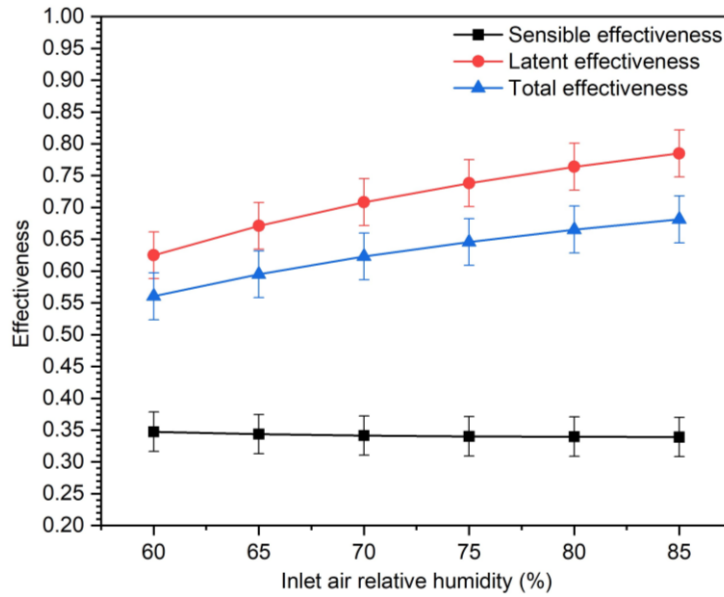 1.00
0.95
0.90
0.85
0.80
0.75
0.70
0.65
0.60
0.55
0.50
0.45
0.40
0.35
0.30
0.25
0.20
Effectiveness
Sensible effectiveness
Latent effectiveness
Total effectiveness
60 65 70 75 80 85
Inlet air relative humidity (%)